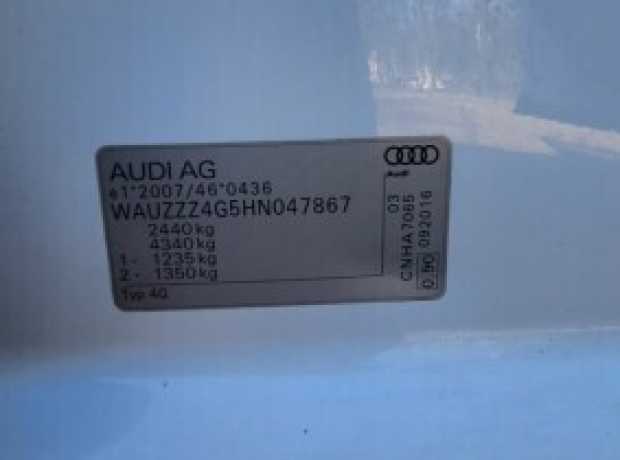 AUDI AG
e1*2007/46*0436
WAUZZZ4G5HN047867
2440kg
4340kg
1- 1235kg
2- 1350kg
Typ 4G
Audi
03
CNHA7065
0.90 092016